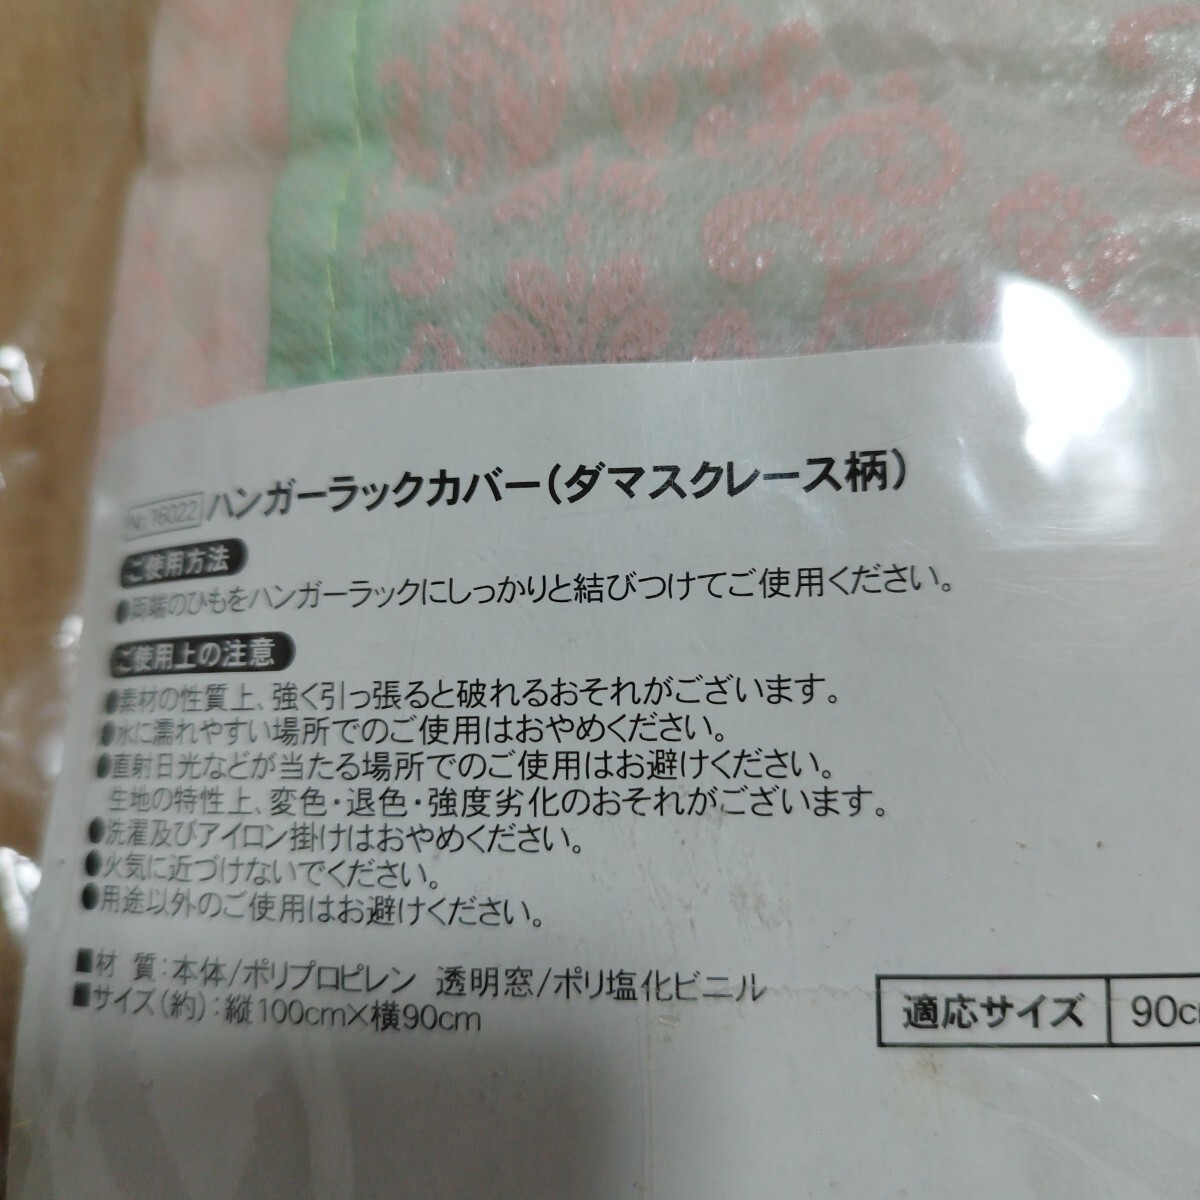 No.16022 ハンガーラックカバー(ダマスクレース柄)
ご使用方法
●両端のひもをハンガーラックにしっかりと結びつけてご使用ください。
ご使用上の注意
●素材の性質上、強く引っ張ると破れるおそれがございます。
●水に濡れやすい場所でのご使用はおやめください。
●直射日光などが当たる場所でのご使用はお避けください。
生地の特性上、変色・退色・強度劣化のおそれがございます。
●洗濯及びアイロン掛けはおやめください。
●火気に近づけないでください。
●用途以外のご使用はお避けください。
■材 質:本体/ポリプロピレン 透明窓/ポリ塩化ビニル
■サイズ(約):縦100cm×横90cm
適応サイズ 90c